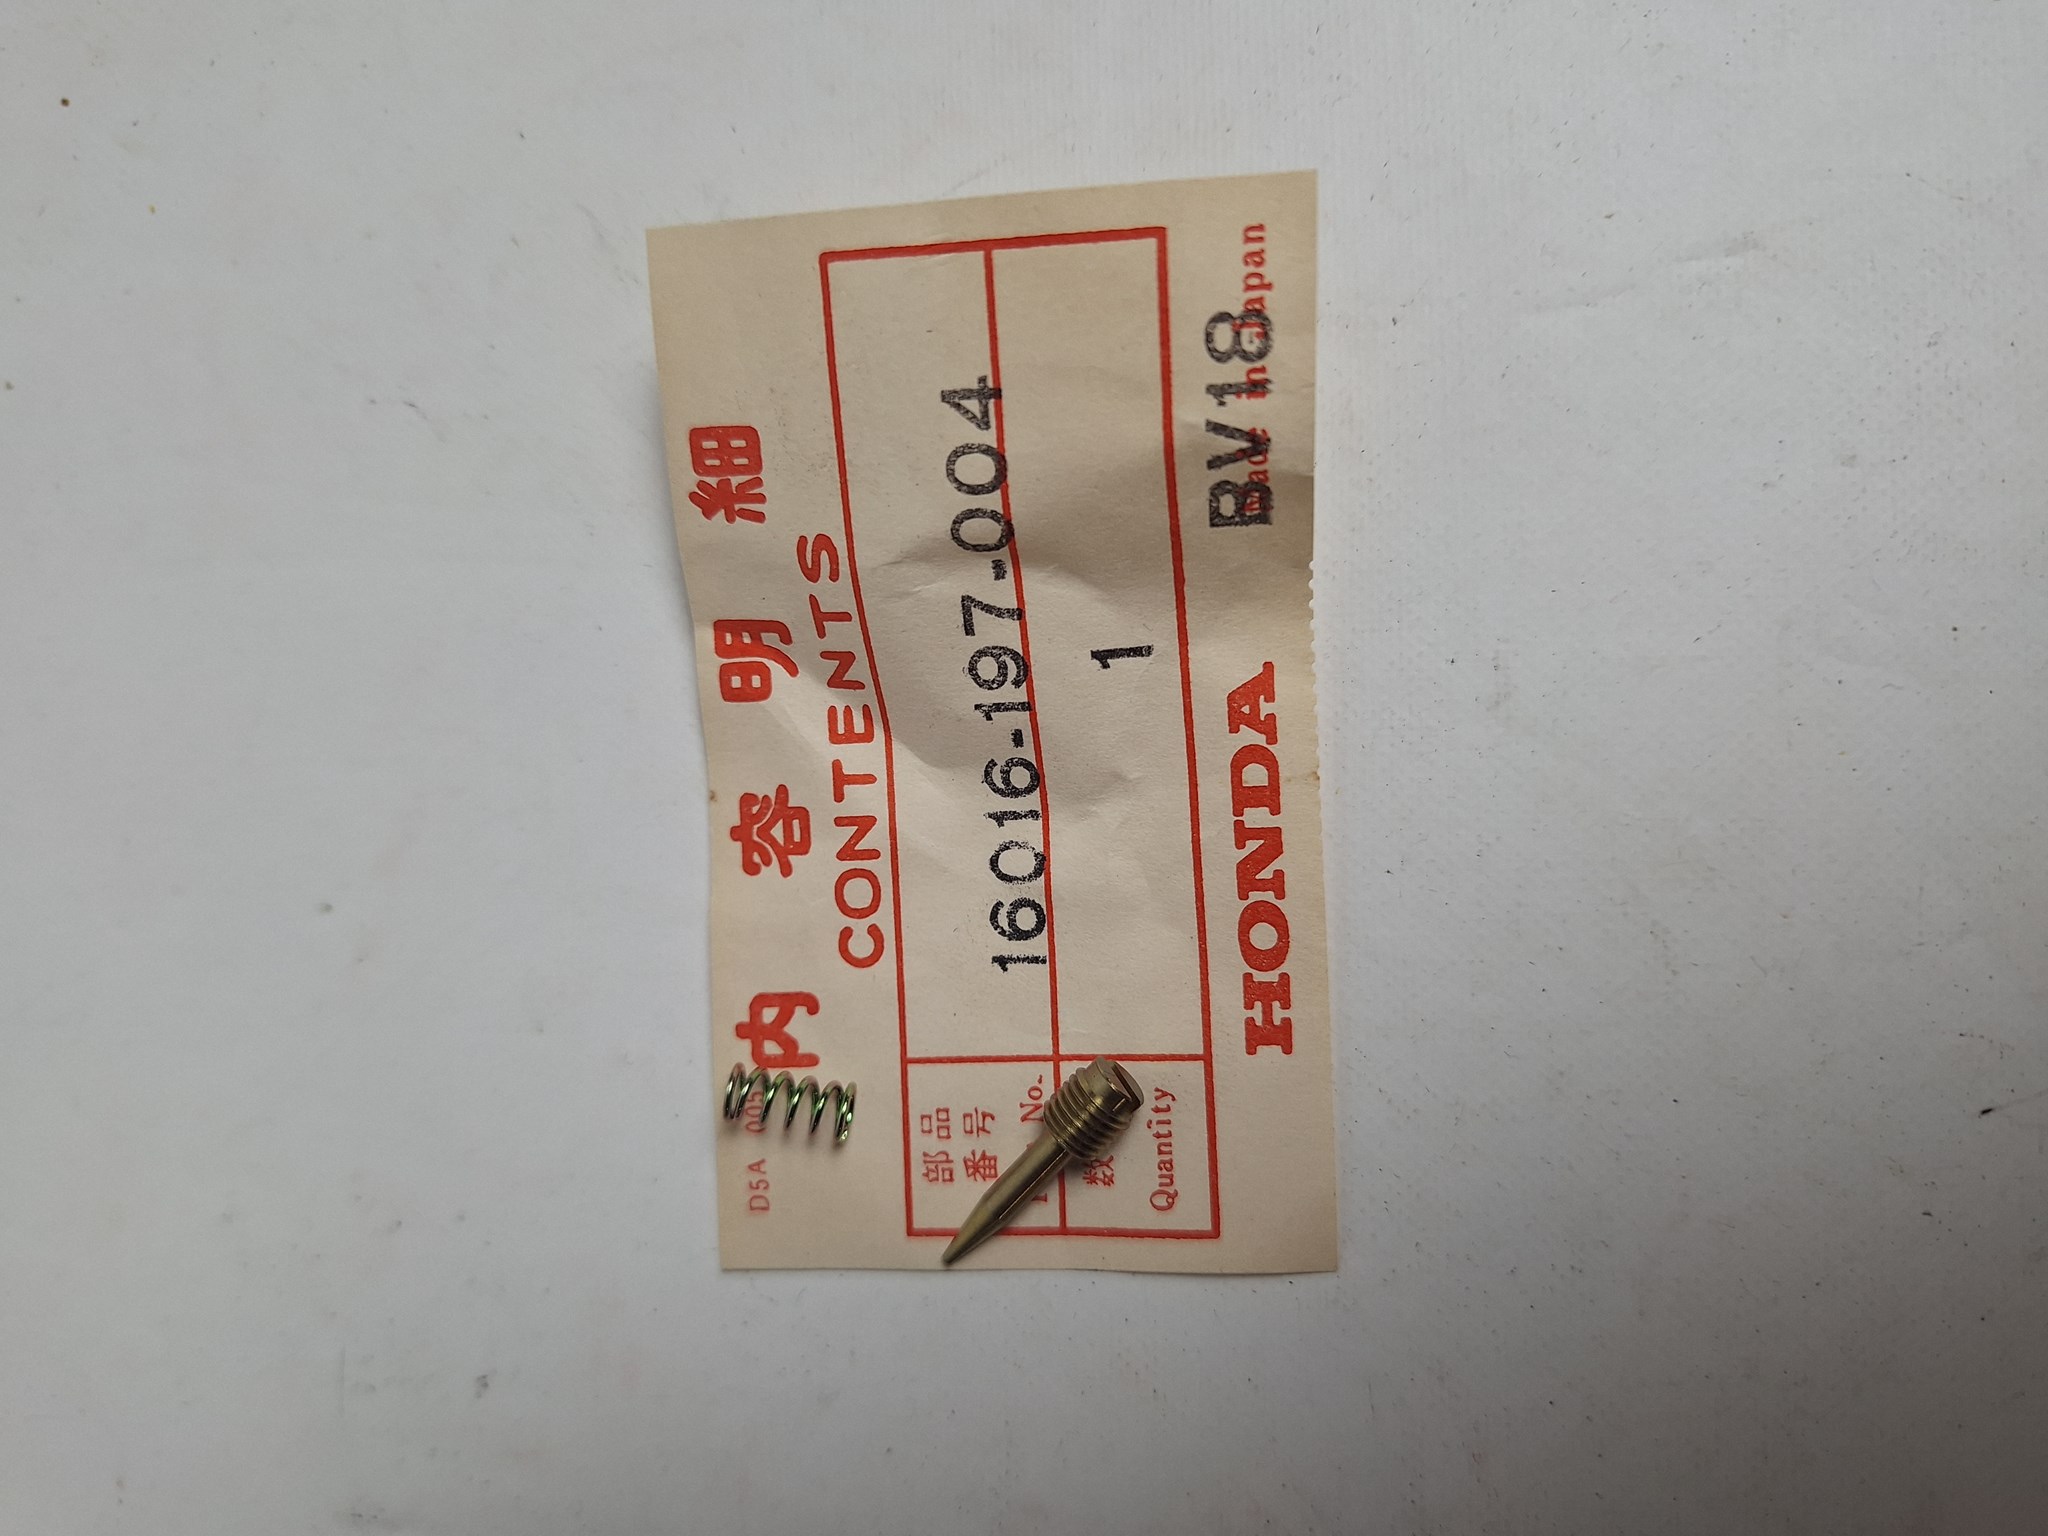 D5A 005
内容明細
CONTENTS
部品
番号
No.
16016-197-004
数
Quantity
1
HONDA
BV18
Made in Japan